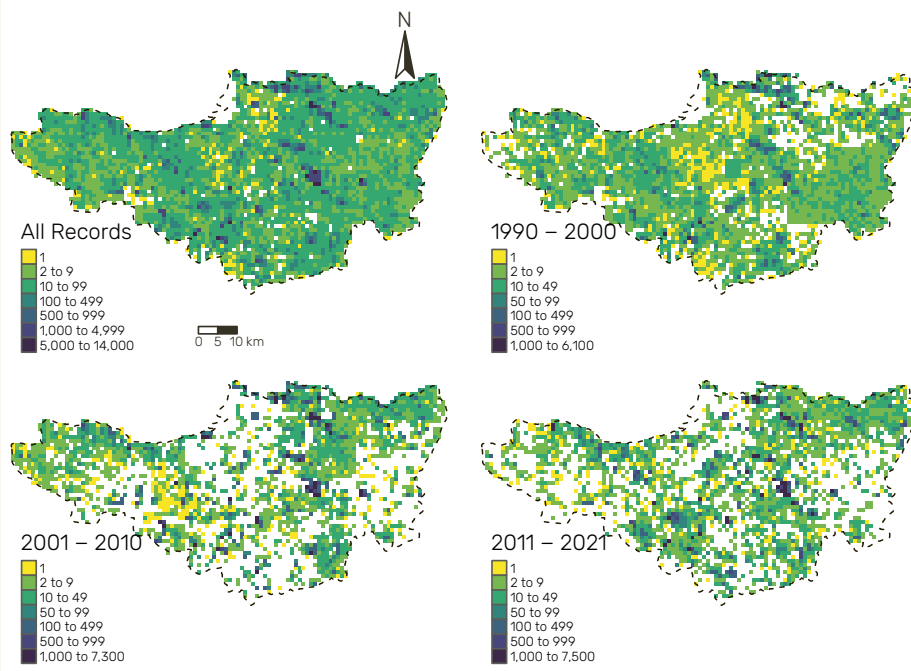 N
All Records
1
2 to 9
10 to 99
100 to 499
500 to 999
1,000 to 4,999
5,000 to 14,000
0 5 10 km
1990 – 2000
1
2 to 9
10 to 49
50 to 99
100 to 499
500 to 999
1,000 to 6,100
2001 – 2010
1
2 to 9
10 to 49
50 to 99
100 to 499
500 to 999
1,000 to 7,300
2011 – 2021
1
2 to 9
10 to 49
50 to 99
100 to 499
500 to 999
1,000 to 7,500